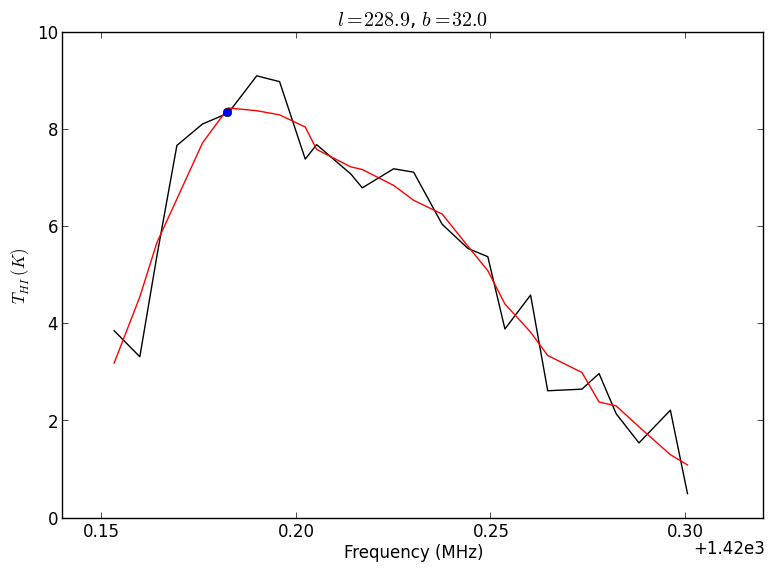 l = 228.9, b = 32.0
10
8
6
4
2
0
T_HI (K)
0.15 0.20 0.25 0.30
+1.42e3
Frequency (MHz)